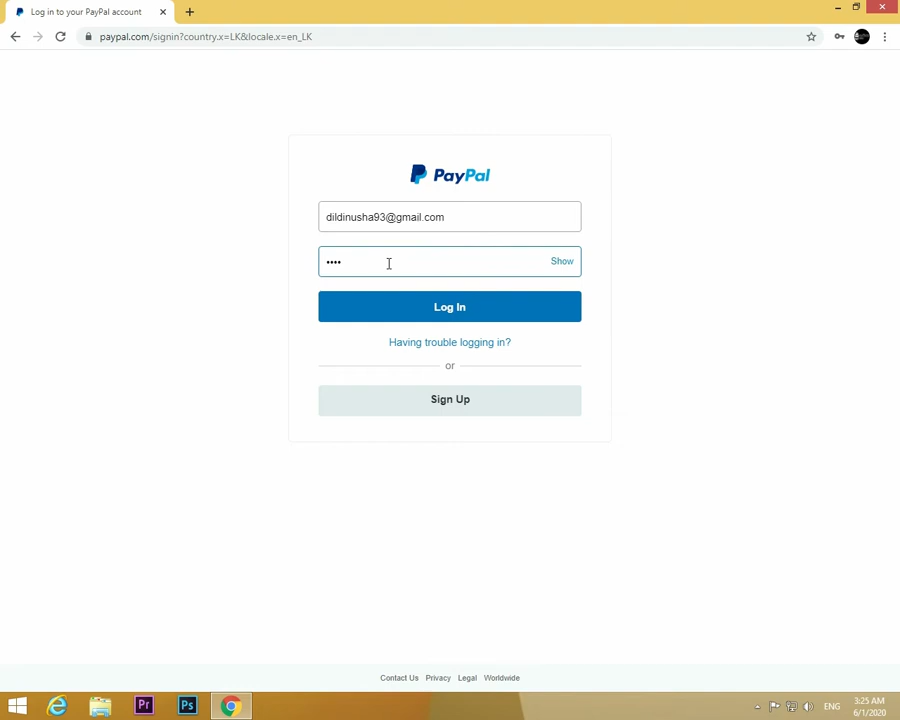 Log in to your PayPal account
paypal.com/signin?country.x=LK&locale.x=en_LK
PayPal
dildinusha93@gmail.com
•••• Show
Log In
Having trouble logging in?
or
Sign Up
Contact Us Privacy Legal Worldwide
Pr Ps ENG 3:25 AM
6/1/2020